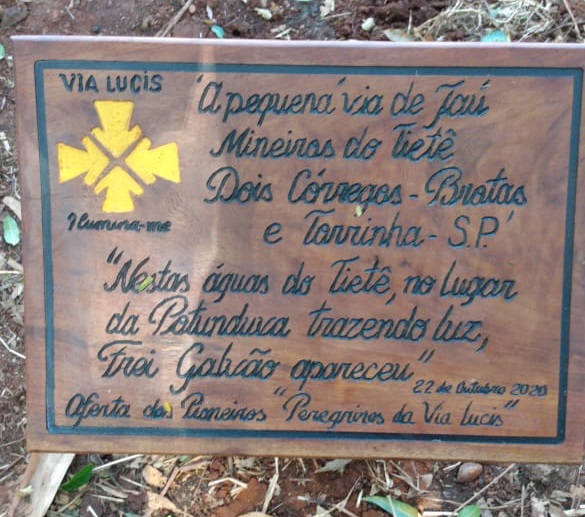 VIA LUCIS
Ilumina-me
'A pequena' via de Jaú
Mineiros do Tietê
Dois Córregos - Brotas
e Torrinha - S.P.'
"Nestas águas do Tietê, no lugar
da Potunduva trazendo luz,
Frei Galvão apareceu"
22 de Outubro 2020
Oferta dos Pioneiros "Peregrinos da Via Lucis"